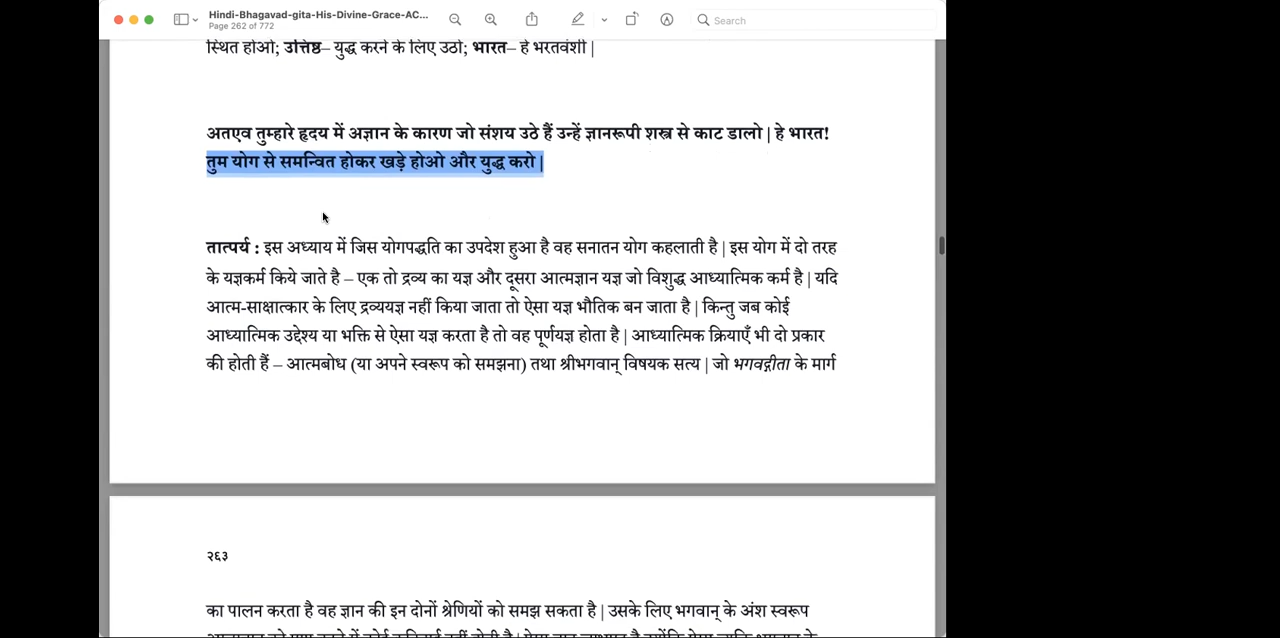 Hindi-Bhagavad-gita-His-Divine-Grace-AC...
Page 262 of 772
Search
स्थित होओ; उत्तिष्ठ– युद्ध करने के लिए उठो; भारत– हे भरतवंशी |
अतएव तुम्हारे हृदय में अज्ञान के कारण जो संशय उठे हैं उन्हें ज्ञानरूपी शस्त्र से काट डालो | हे भारत!
तुम योग से समन्वित होकर खड़े होओ और युद्ध करो |
तात्पर्य : इस अध्याय में जिस योगपद्धति का उपदेश हुआ है वह सनातन योग कहलाती है | इस योग में दो तरह
के यज्ञकर्म किये जाते है – एक तो द्रव्य का यज्ञ और दूसरा आत्मज्ञान यज्ञ जो विशुद्ध आध्यात्मिक कर्म है | यदि
आत्म-साक्षात्कार के लिए द्रव्ययज्ञ नहीं किया जाता तो ऐसा यज्ञ भौतिक बन जाता है | किन्तु जब कोई
आध्यात्मिक उद्देश्य या भक्ति से ऐसा यज्ञ करता है तो वह पूर्णयज्ञ होता है | आध्यात्मिक क्रियाएँ भी दो प्रकार
की होती हैं – आत्मबोध (या अपने स्वरूप को समझना) तथा श्रीभगवान् विषयक सत्य | जो भगवद्गीता के मार्ग
२६३
का पालन करता है वह ज्ञान की इन दोनों श्रेणियों को समझ सकता है | उसके लिए भगवान् के अंश स्वरूप